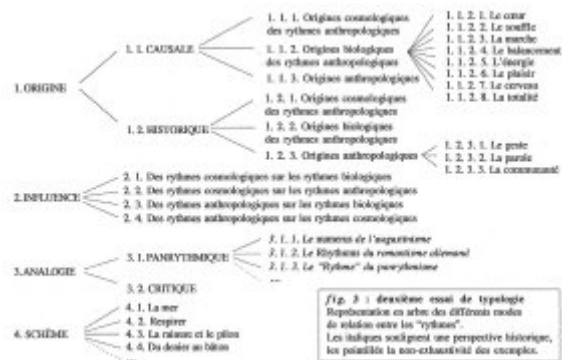 1. 1. 1. Origines cosmologiques
des rythmes anthropologiques
1. 1. CAUSALE
1. 1. 2. Origines biologiques
des rythmes anthropologiques
1. 1. 3. Origines anthropologiques
1. 1. 2. 1. Le cœur
1. 1. 2. 2. Le souffle
1. 1. 2. 3. La marche
1. 1. 2. 4. Le balancement
1. 1. 2. 5. L'énergie
1. 1. 2. 6. Le plaisir
1. 1. 2. 7. Le cerveau
1. 1. 2. 8. La totalité
1. ORIGINE
1. 2. 1. Origines cosmologiques
des rythmes anthropologiques
1. 2. HISTORIQUE
1. 2. 2. Origines biologiques
des rythmes anthropologiques
1. 2. 3. Origines anthropologiques
1. 2. 3. 1. Le geste
1. 2. 3. 2. La parole
1. 2. 3. 3. La communauté
2. INFLUENCE
2. 1. Des rythmes cosmologiques sur les rythmes biologiques
2. 2. Des rythmes cosmologiques sur les rythmes anthropologiques
2. 3. Des rythmes anthropologiques sur les rythmes biologiques
2. 4. Des rythmes anthropologiques sur les rythmes cosmologiques
3. ANALOGIE
3. 1. PANRYTHMIQUE
3. 1. 1. Le numerus de l'augustinisme
3. 1. 2. Le Rhythmus du romantisme allemand
3. 1. 3. Le "Rythme" du panrythmisme
...
3. 2. CRITIQUE
4. SCHÈME
4. 1. La mer
4. 2. Respirer
4. 3. La rainure et le pilon
4. 4. Du denier au bâton
...
fig. 3 : deuxième essai de typologie
Représentation en arbre des différents modes
de relation entre les "rythmes".
Les italiques soulignent une perspective historique,
les pointillés la non-exhaustivité des exemples.